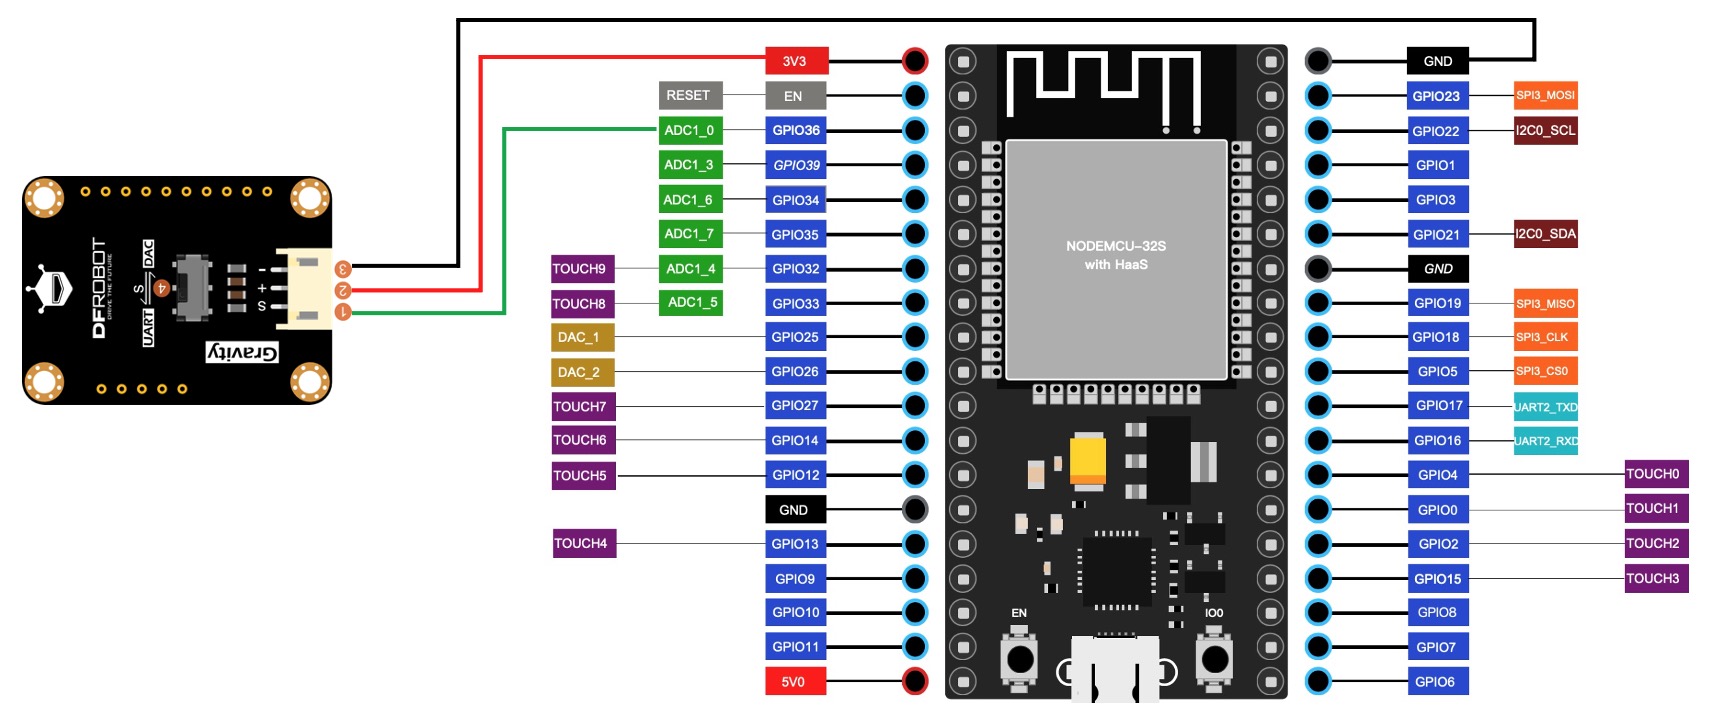 3V3
GND
RESET
EN
GPIO23
SPI3_MOSI
ADC1_0
GPIO36
GPIO22
I2C0_SCL
ADC1_3
GPIO39
GPIO1
ADC1_6
GPIO34
GPIO3
ADC1_7
GPIO35
GPIO21
I2C0_SDA
TOUCH9
ADC1_4
GPIO32
GND
TOUCH8
ADC1_5
GPIO33
GPIO19
SPI3_MISO
DAC_1
GPIO25
GPIO18
SPI3_CLK
DAC_2
GPIO26
GPIO5
SPI3_CS0
TOUCH7
GPIO27
GPIO17
UART2_TXD
TOUCH6
GPIO14
GPIO16
UART2_RXD
TOUCH5
GPIO12
GPIO4
TOUCH0
GND
GPIO0
TOUCH1
TOUCH4
GPIO13
GPIO2
TOUCH2
GPIO9
GPIO15
TOUCH3
GPIO10
GPIO8
GPIO11
GPIO7
5V0
GPIO6
NODEMCU-32S
with HaaS
EN
IO0
DFROBOT
DRIVE THE FUTURE
UART
S
DAC
4
-
+
S
3
2
1
Gravity